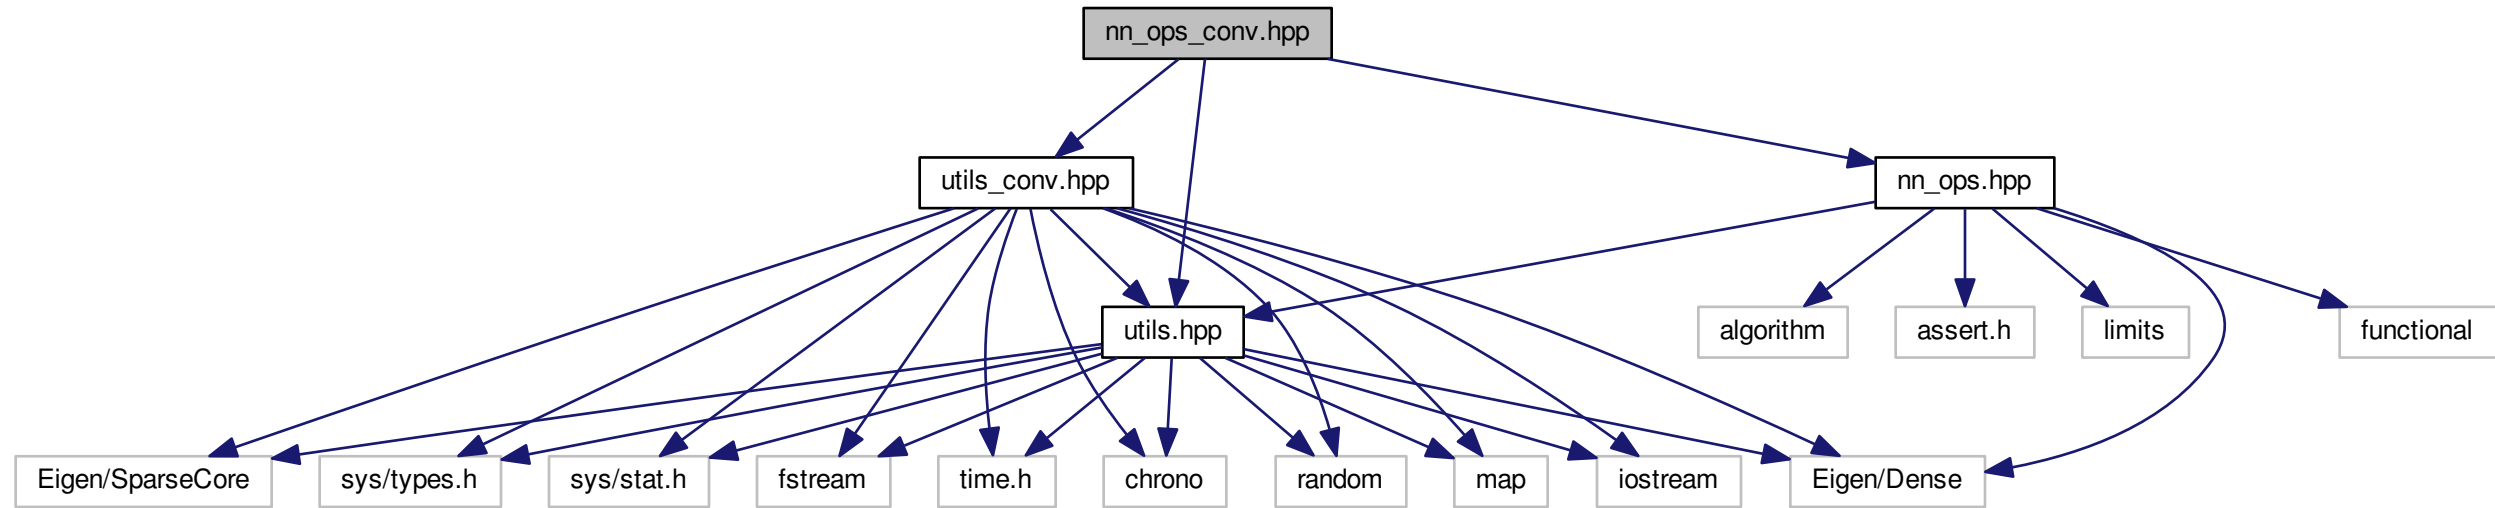 nn_ops_conv.hpp
utils_conv.hpp
nn_ops.hpp
utils.hpp
algorithm
assert.h
limits
functional
Eigen/SparseCore
sys/types.h
sys/stat.h
fstream
time.h
chrono
random
map
iostream
Eigen/Dense